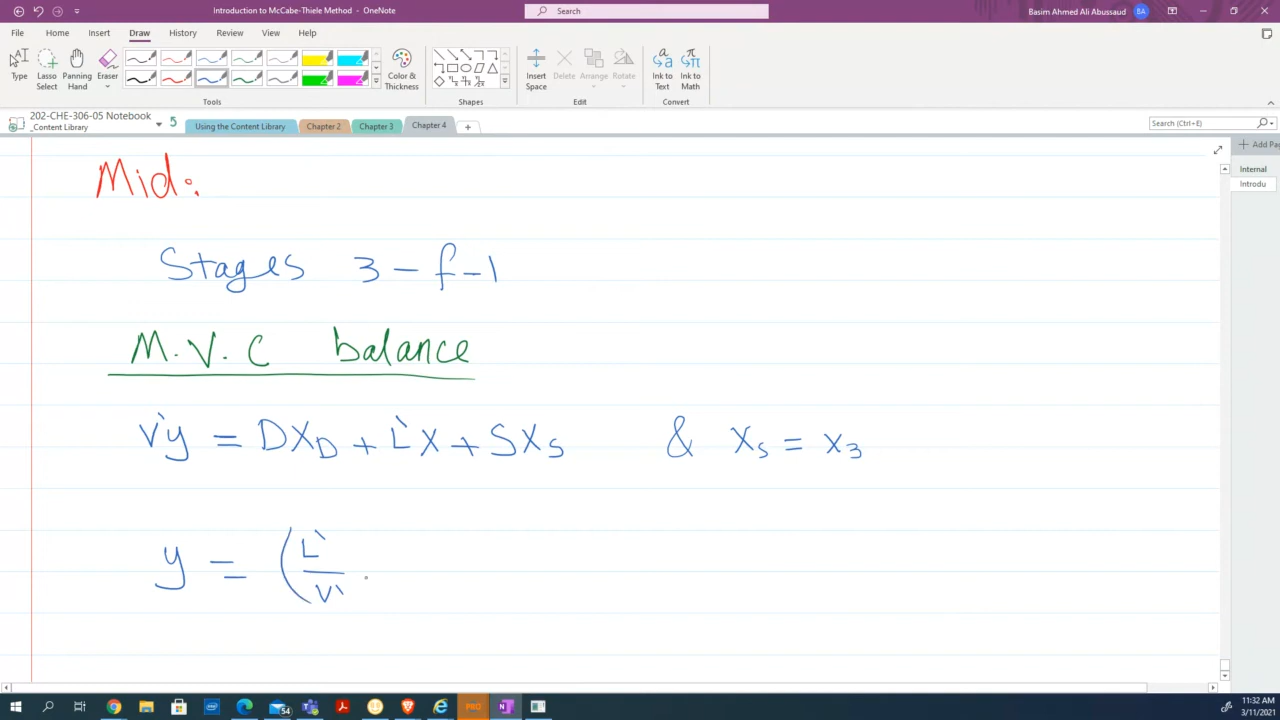 Introduction to McCabe-Thiele Method - OneNote
Search
Basim Ahmed Ali Abussaud BA
File Home Insert Draw History Review View Help
Type Lasso Select Panning Hand Eraser Color & Thickness Insert Space Delete Arrange Rotate Ink to Text Ink to Math
Tools Shapes Edit Convert
202-CHE-306-05 Notebook
_Content Library
Using the Content Library Chapter 2 Chapter 3 Chapter 4 +
Search (Ctrl+E)
Add Pag
Internal
Introdu
Mid:
Stages 3 - f - 1
M.V.C balance
V`y = DX_D + L`X + SX_S & X_S = X_3
y = (L`/V`
54
PRO
11:32 AM
3/11/2021